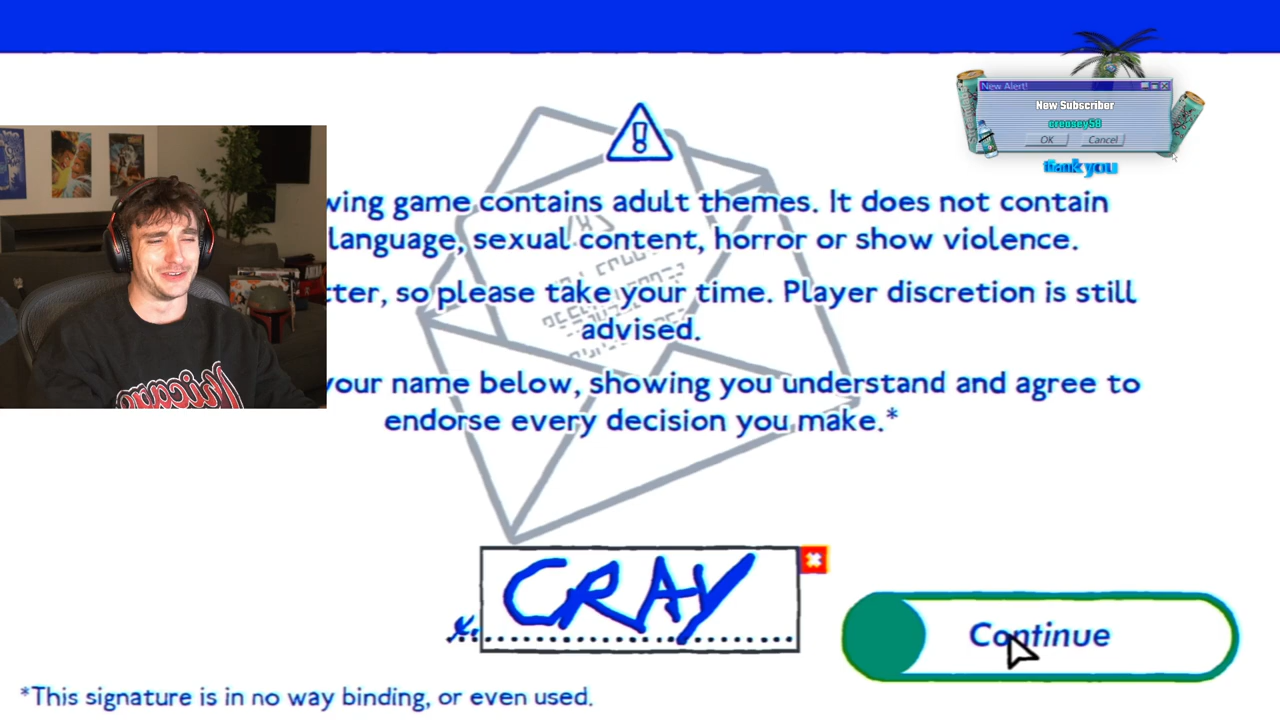 New Alert!
New Subscriber
creasey58
OK Cancel
thank you
wing game contains adult themes. It does not contain
language, sexual content, horror or show violence.
tter, so please take your time. Player discretion is still
advised.
your name below, showing you understand and agree to
endorse every decision you make.*
x.
CRAY
Continue
*This signature is in no way binding, or even used.